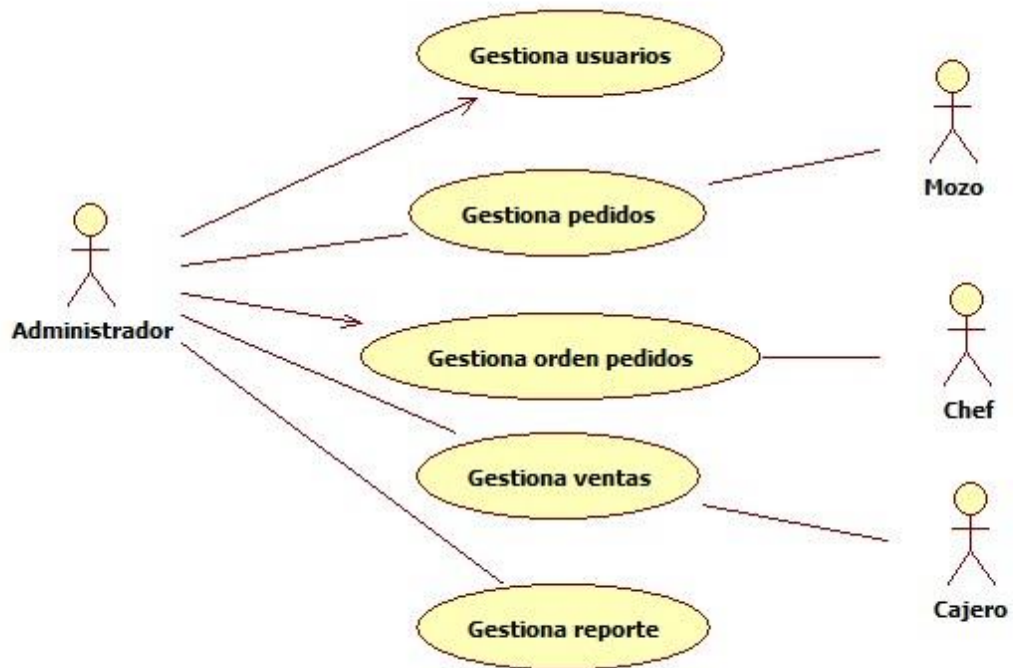 Gestiona usuarios
Mozo
Gestiona pedidos
Administrador
Gestiona orden pedidos
Chef
Gestiona ventas
Cajero
Gestiona reporte